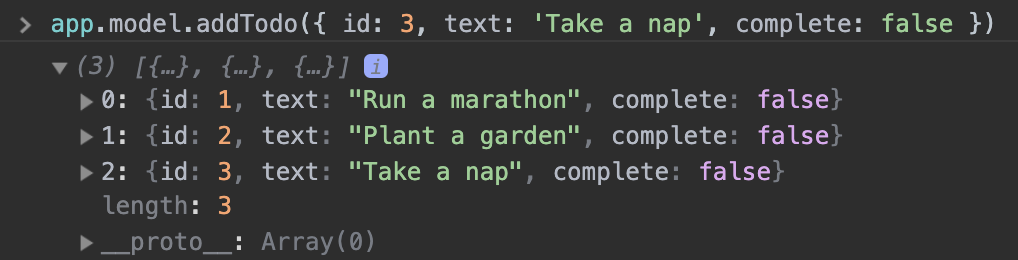 > app.model.addTodo({ id: 3, text: 'Take a nap', complete: false })
▼(3) [{…}, {…}, {…}] i
▶0: {id: 1, text: "Run a marathon", complete: false}
▶1: {id: 2, text: "Plant a garden", complete: false}
▶2: {id: 3, text: "Take a nap", complete: false}
length: 3
▶__proto__: Array(0)